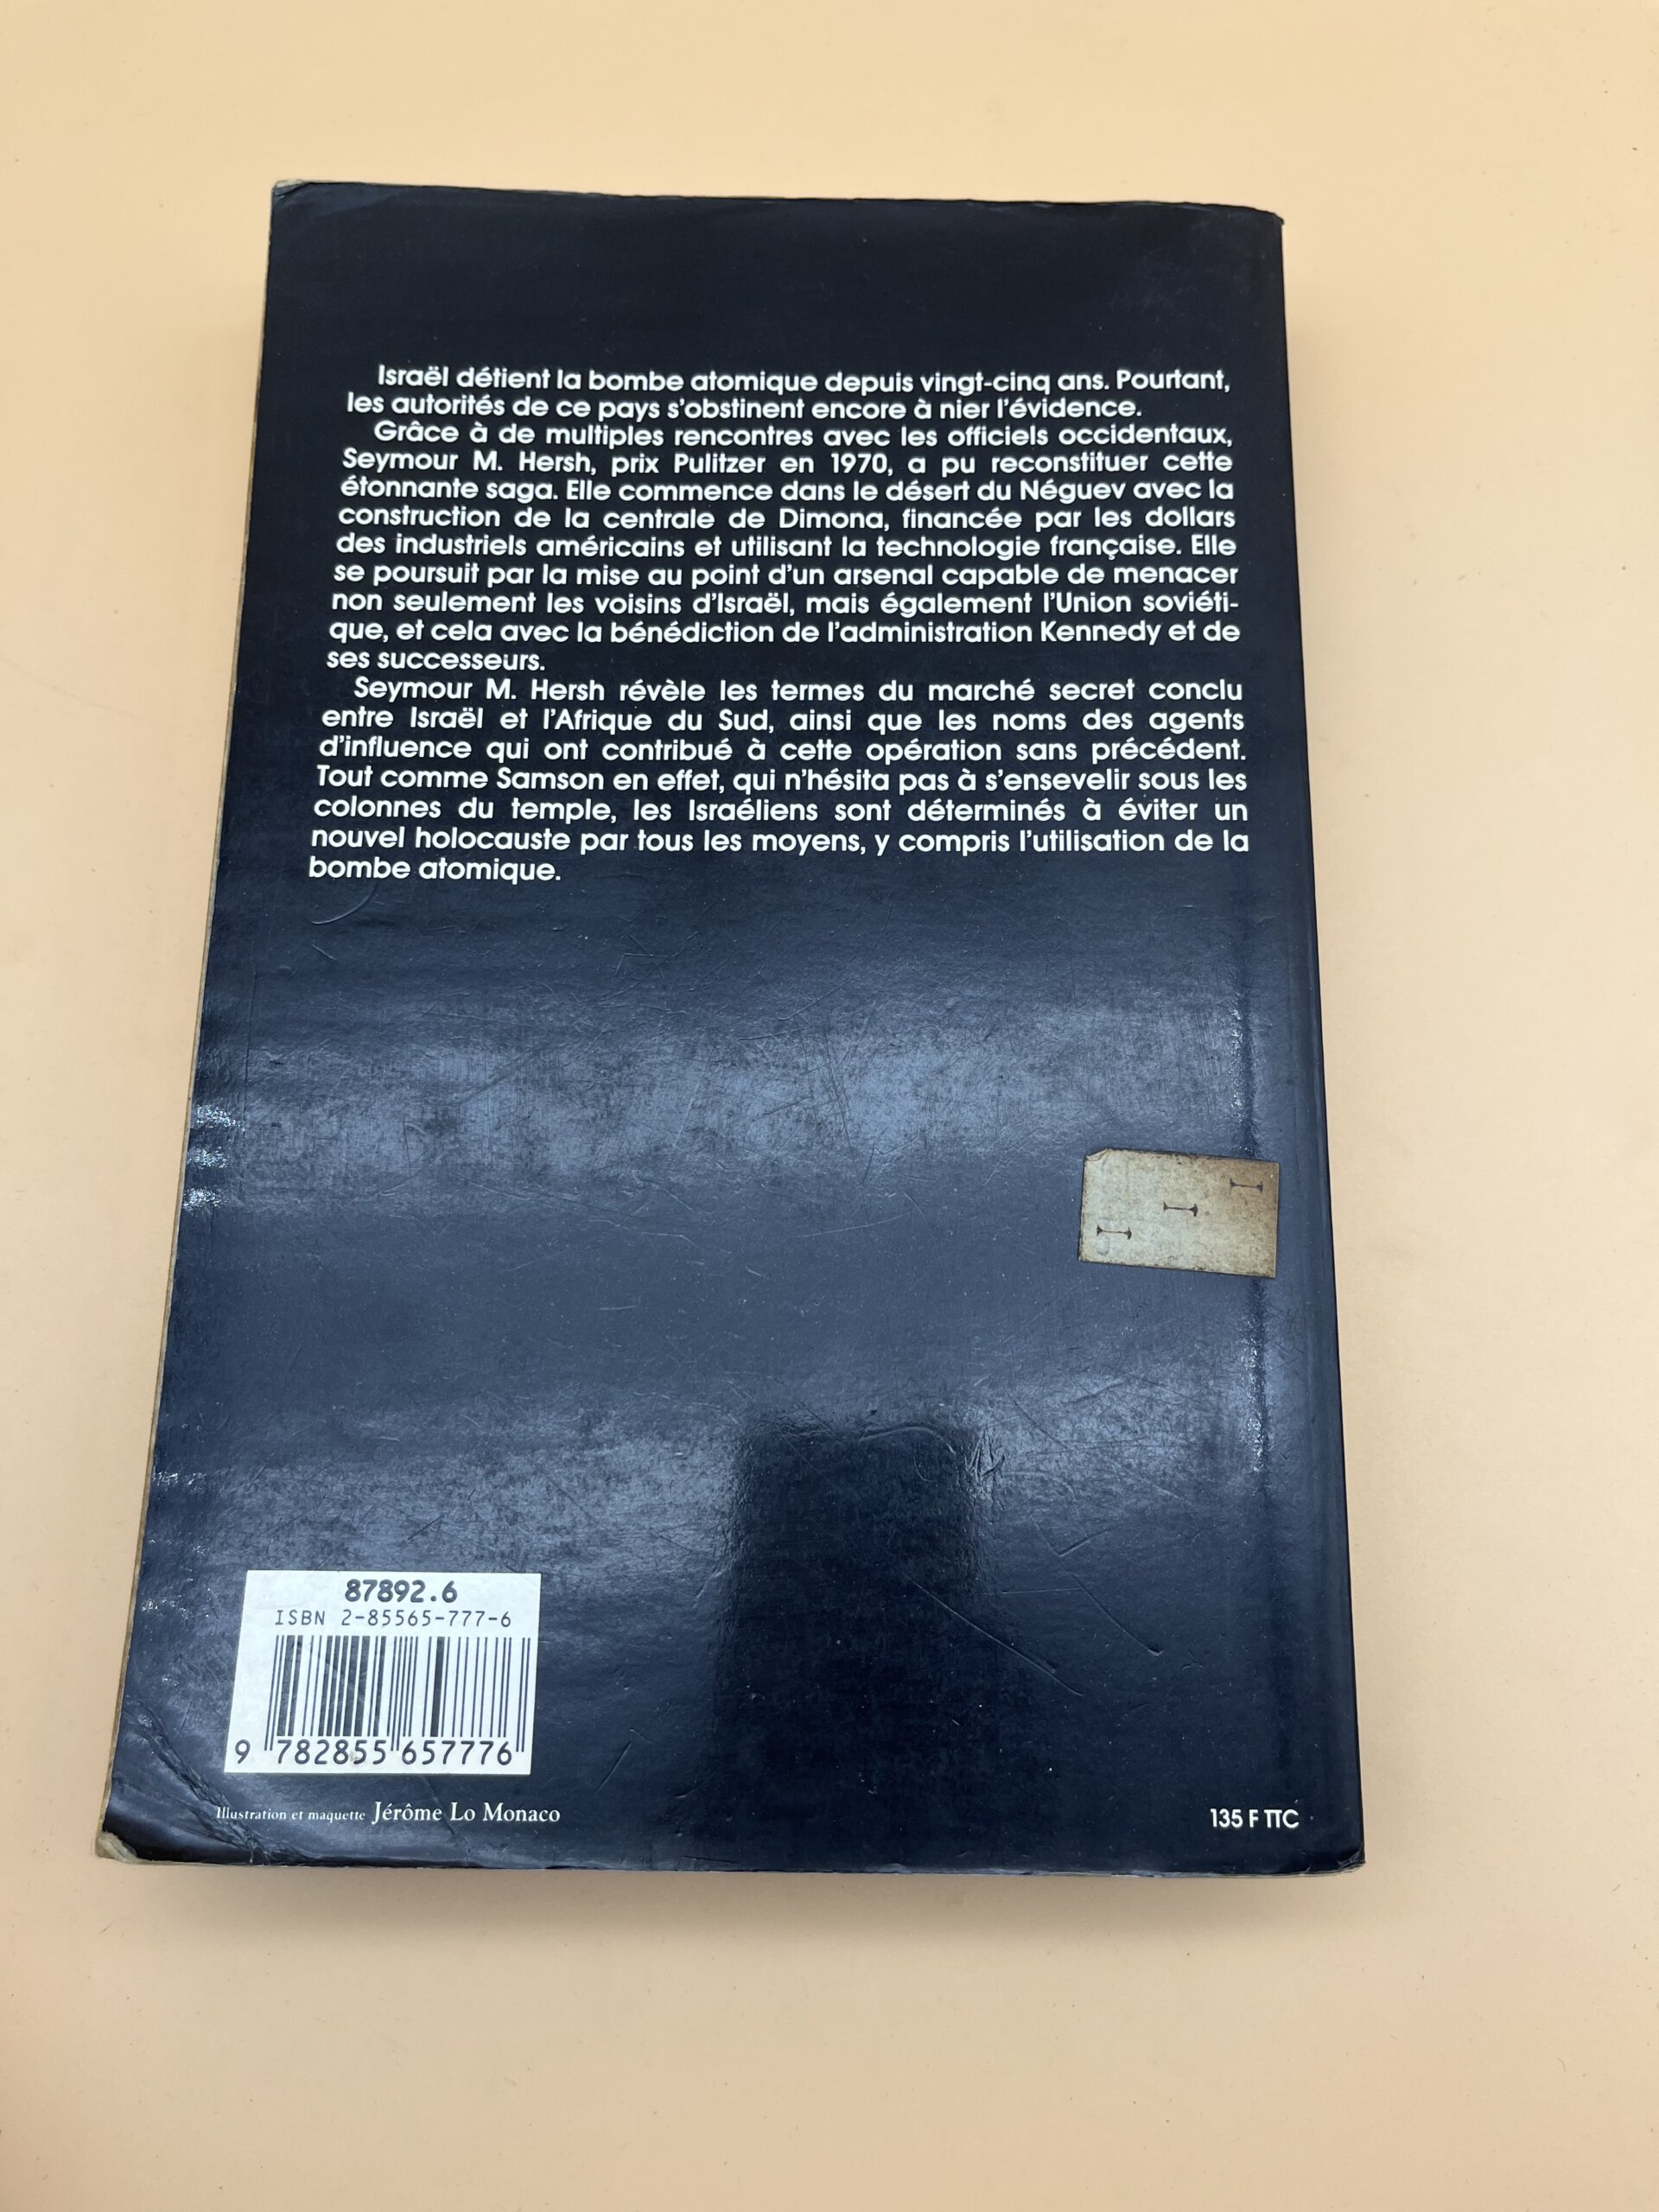 Israël détient la bombe atomique depuis vingt-cinq ans. Pourtant,
les autorités de ce pays s'obstinent encore à nier l'évidence.
Grâce à de multiples rencontres avec les officiels occidentaux,
Seymour M. Hersh, prix Pulitzer en 1970, a pu reconstituer cette
étonnante saga. Elle commence dans le désert du Néguev avec la
construction de la centrale de Dimona, financée par les dollars
des industriels américains et utilisant la technologie française. Elle
se poursuit par la mise au point d'un arsenal capable de menacer
non seulement les voisins d'Israël, mais également l'Union soviéti-
que, et cela avec la bénédiction de l'administration Kennedy et de
ses successeurs.
Seymour M. Hersh révèle les termes du marché secret conclu
entre Israël et l'Afrique du Sud, ainsi que les noms des agents
d'influence qui ont contribué à cette opération sans précédent.
Tout comme Samson en effet, qui n'hésita pas à s'ensevelir sous les
colonnes du temple, les Israéliens sont déterminés à éviter un
nouvel holocauste par tous les moyens, y compris l'utilisation de la
bombe atomique.
87892.6
ISBN 2-85565-777-6
9 782855 657776
Illustration et maquette Jérôme Lo Monaco
135 F TTC